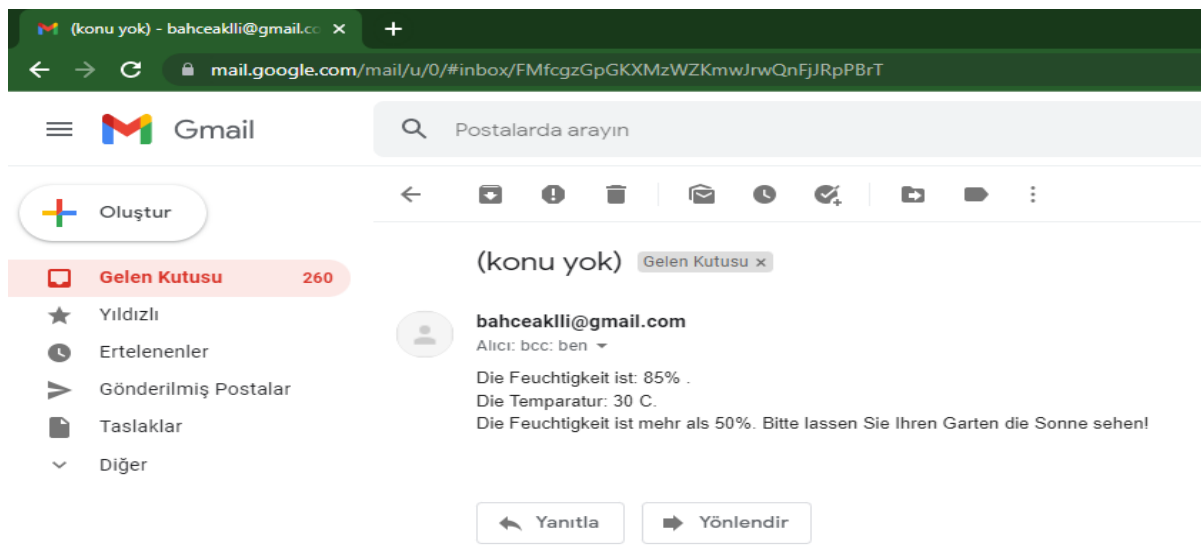 (konu yok) - bahceaklli@gmail.co
mail.google.com/mail/u/0/#inbox/FMfcgzGpGKXMzWZKmwJrwQnFjJRpPBrT
Gmail
Postalarda arayın
Oluştur
(konu yok) Gelen Kutusu x
Gelen Kutusu 260
Yıldızlı
Ertelenenler
Gönderilmiş Postalar
Taslaklar
Diğer
bahceaklli@gmail.com
Alıcı: bcc: ben
Die Feuchtigkeit ist: 85% .
Die Temparatur: 30 C.
Die Feuchtigkeit ist mehr als 50%. Bitte lassen Sie Ihren Garten die Sonne sehen!
Yanıtla
Yönlendir